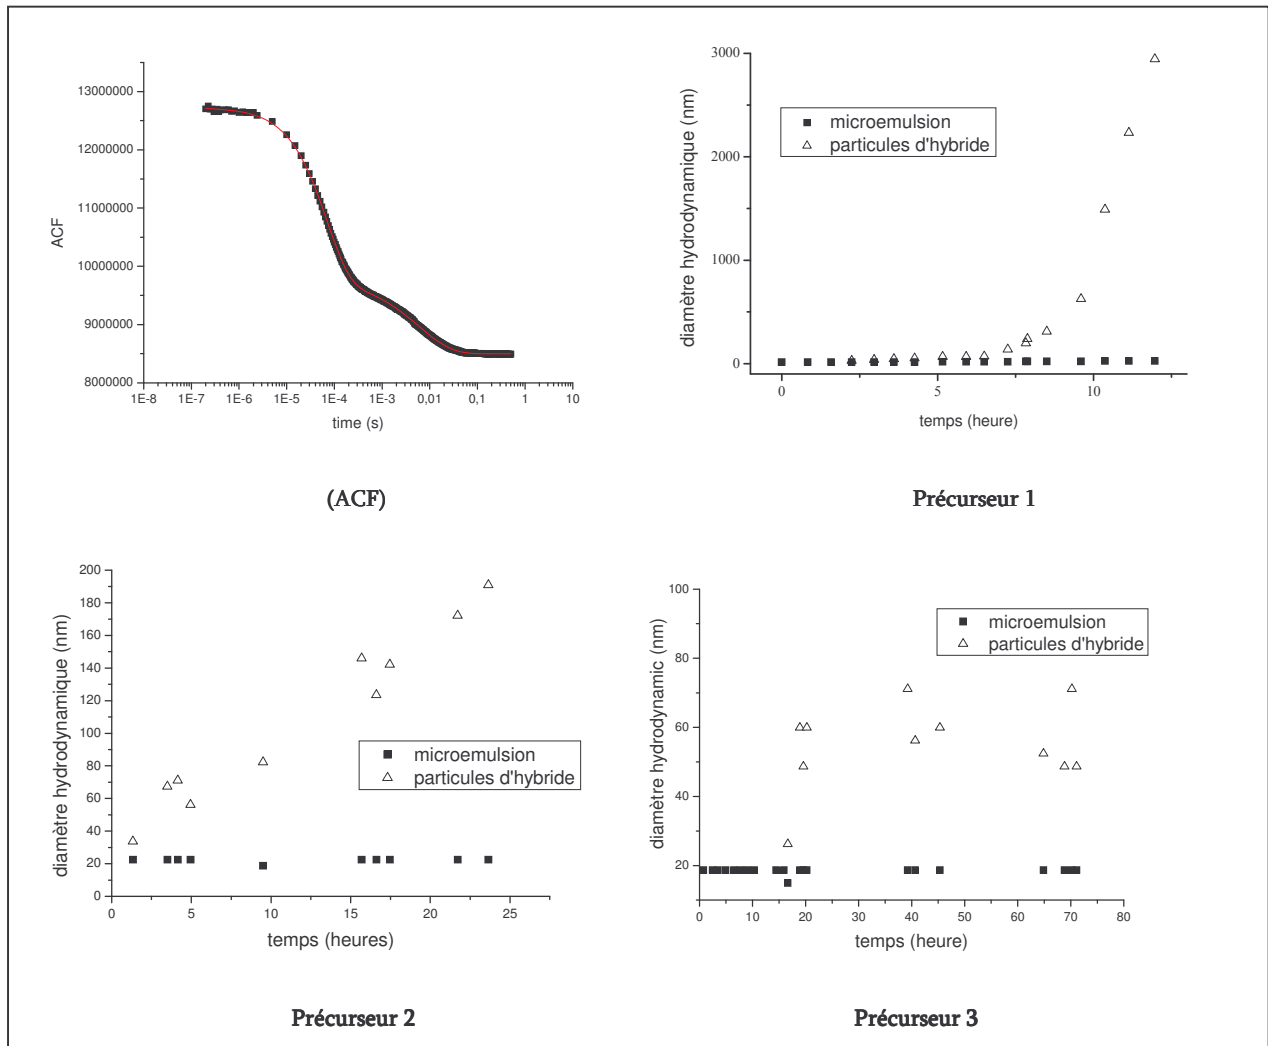 13000000
12000000
11000000
10000000
9000000
8000000
ACF
1E-8 1E-7 1E-6 1E-5 1E-4 1E-3 0,01 0,1 1 10
time (s)
(ACF)
3000
2000
1000
0
diamètre hydrodynamique (nm)
microemulsion
particules d'hybride
0 5 10
temps (heure)
Précurseur 1
200
180
160
140
120
100
80
60
40
20
0
diamètre hydrodynamique (nm)
microemulsion
particules d'hybride
0 5 10 15 20 25
temps (heures)
Précurseur 2
100
80
60
40
20
diamètre hydrodynamic (nm)
microemulsion
particules d'hybride
0 10 20 30 40 50 60 70 80
temps (heure)
Précurseur 3